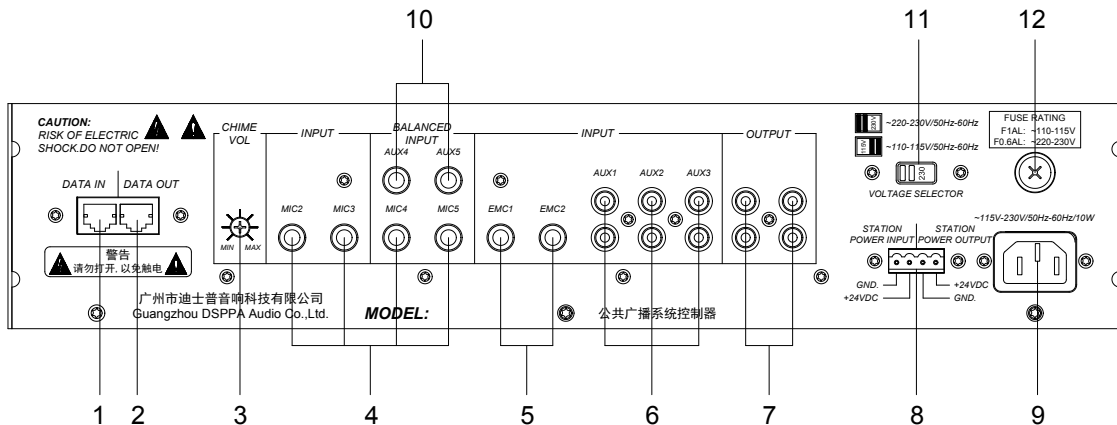 10
11
12
CAUTION:
RISK OF ELECTRIC
SHOCK.DO NOT OPEN!
CHIME
VOL
INPUT
BALANCED
INPUT
INPUT
OUTPUT
230V
~220-230V/50Hz-60Hz
115V
~110-115V/50Hz-60Hz
230
VOLTAGE SELECTOR
FUSE RATING
F1AL: ~110-115V
F0.6AL: ~220-230V
AUX4
AUX5
AUX1
AUX2
AUX3
DATA IN
DATA OUT
MIC2
MIC3
MIC4
MIC5
EMC1
EMC2
MIN
MAX
警告
请勿打开, 以免触电
STATION
POWER INPUT
STATION
POWER OUTPUT
~115V-230V/50Hz-60Hz/10W
GND.
+24VDC
+24VDC
GND.
广州市迪士普音响科技有限公司
Guangzhou DSPPA Audio Co.,Ltd.
MODEL:
公共广播系统控制器
1
2
3
4
5
6
7
8
9